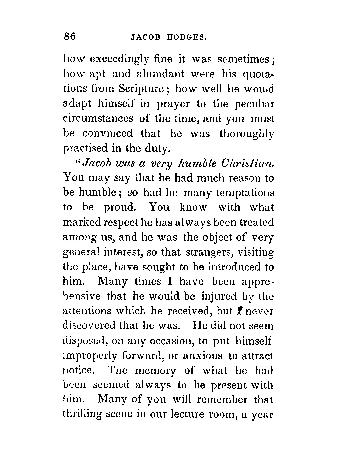 86 JACOB HODGES.
how exceedingly fine it was sometimes;
how apt and abundant were his quota-
tions from Scripture; how well he would
adapt himself in prayer to the peculiar
circumstances of the time, and you must
be convinced that he was thoroughly
practised in the duty.
"Jacob was a very humble Christian.
You may say that he had much reason to
be humble; so had he many temptations
to be proud. You know with what
marked respect he has always been treated
among us, and he was the object of very
general interest, so that strangers, visiting
the place, have sought to be introduced to
him. Many times I have been appre-
hensive that he would be injured by the
attentions which he received, but I never
discovered that he was. He did not seem
disposed, on any occasion, to put himself
improperly forward, or anxious to attract
notice. The memory of what he had
been seemed always to be present with
him. Many of you will remember that
thrilling scene in our lecture room, a year